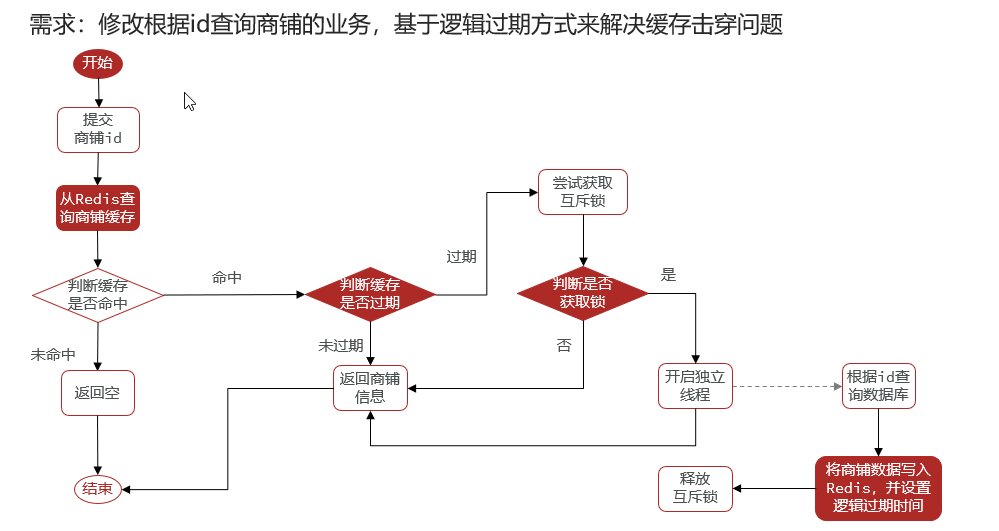 需求：修改根据id查询商铺的业务，基于逻辑过期方式来解决缓存击穿问题
开始
提交
商铺id
从Redis查
询商铺缓存
判断缓存
是否命中
命中
未命中
返回空
结束
判断缓存
是否过期
过期
未过期
返回商铺
信息
尝试获取
互斥锁
判断是否
获取锁
是
否
开启独立
线程
根据id查
询数据库
将商铺数据写入
Redis，并设置
逻辑过期时间
释放
互斥锁